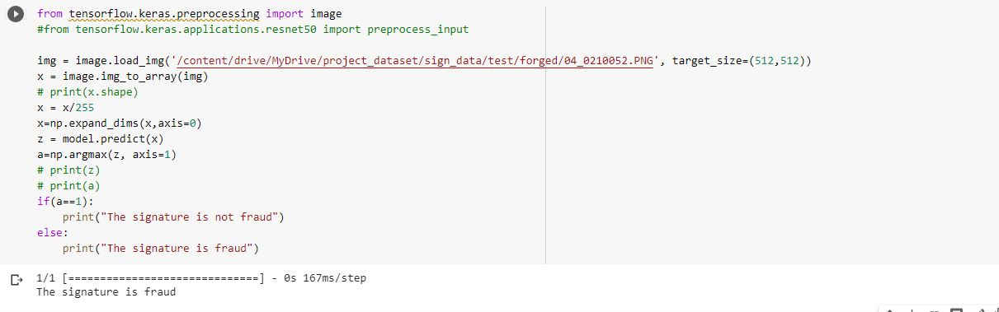 from tensorflow.keras.preprocessing import image
#from tensorflow.keras.applications.resnet50 import preprocess_input
img = image.load_img('/content/drive/MyDrive/project_dataset/sign_data/test/forged/04_0210052.PNG', target_size=(512,512))
x = image.img_to_array(img)
# print(x.shape)
x = x/255
x=np.expand_dims(x,axis=0)
z = model.predict(x)
a=np.argmax(z, axis=1)
# print(z)
# print(a)
if(a==1):
    print("The signature is not fraud")
else:
    print("The signature is fraud")
1/1 [==============================] - 0s 167ms/step
The signature is fraud